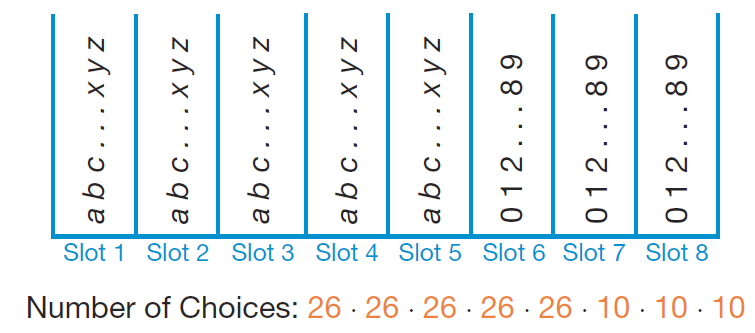 a b c . . . x y z a b c . . . x y z a b c . . . x y z a b c . . . x y z a b c . . . x y z 0 1 2 . . . 8 9 0 1 2 . . . 8 9 0 1 2 . . . 8 9
Slot 1 Slot 2 Slot 3 Slot 4 Slot 5 Slot 6 Slot 7 Slot 8
Number of Choices: 26 · 26 · 26 · 26 · 26 · 10 · 10 · 10